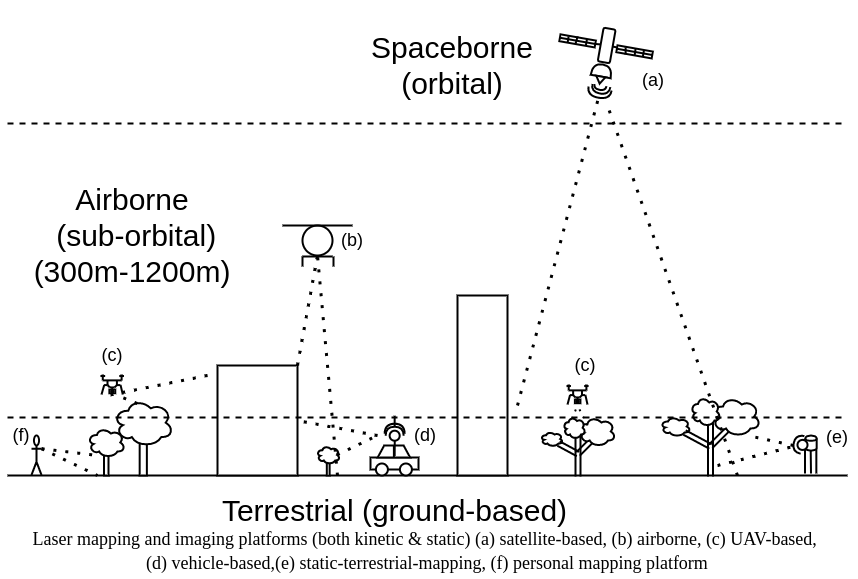 Spaceborne
(orbital)
(a)
Airborne
(sub-orbital)
(300m-1200m)
(b)
(c)
(c)
(f)
(d)
(e)
Terrestrial (ground-based)
Laser mapping and imaging platforms (both kinetic & static) (a) satellite-based, (b) airborne, (c) UAV-based,
(d) vehicle-based,(e) static-terrestrial-mapping, (f) personal mapping platform